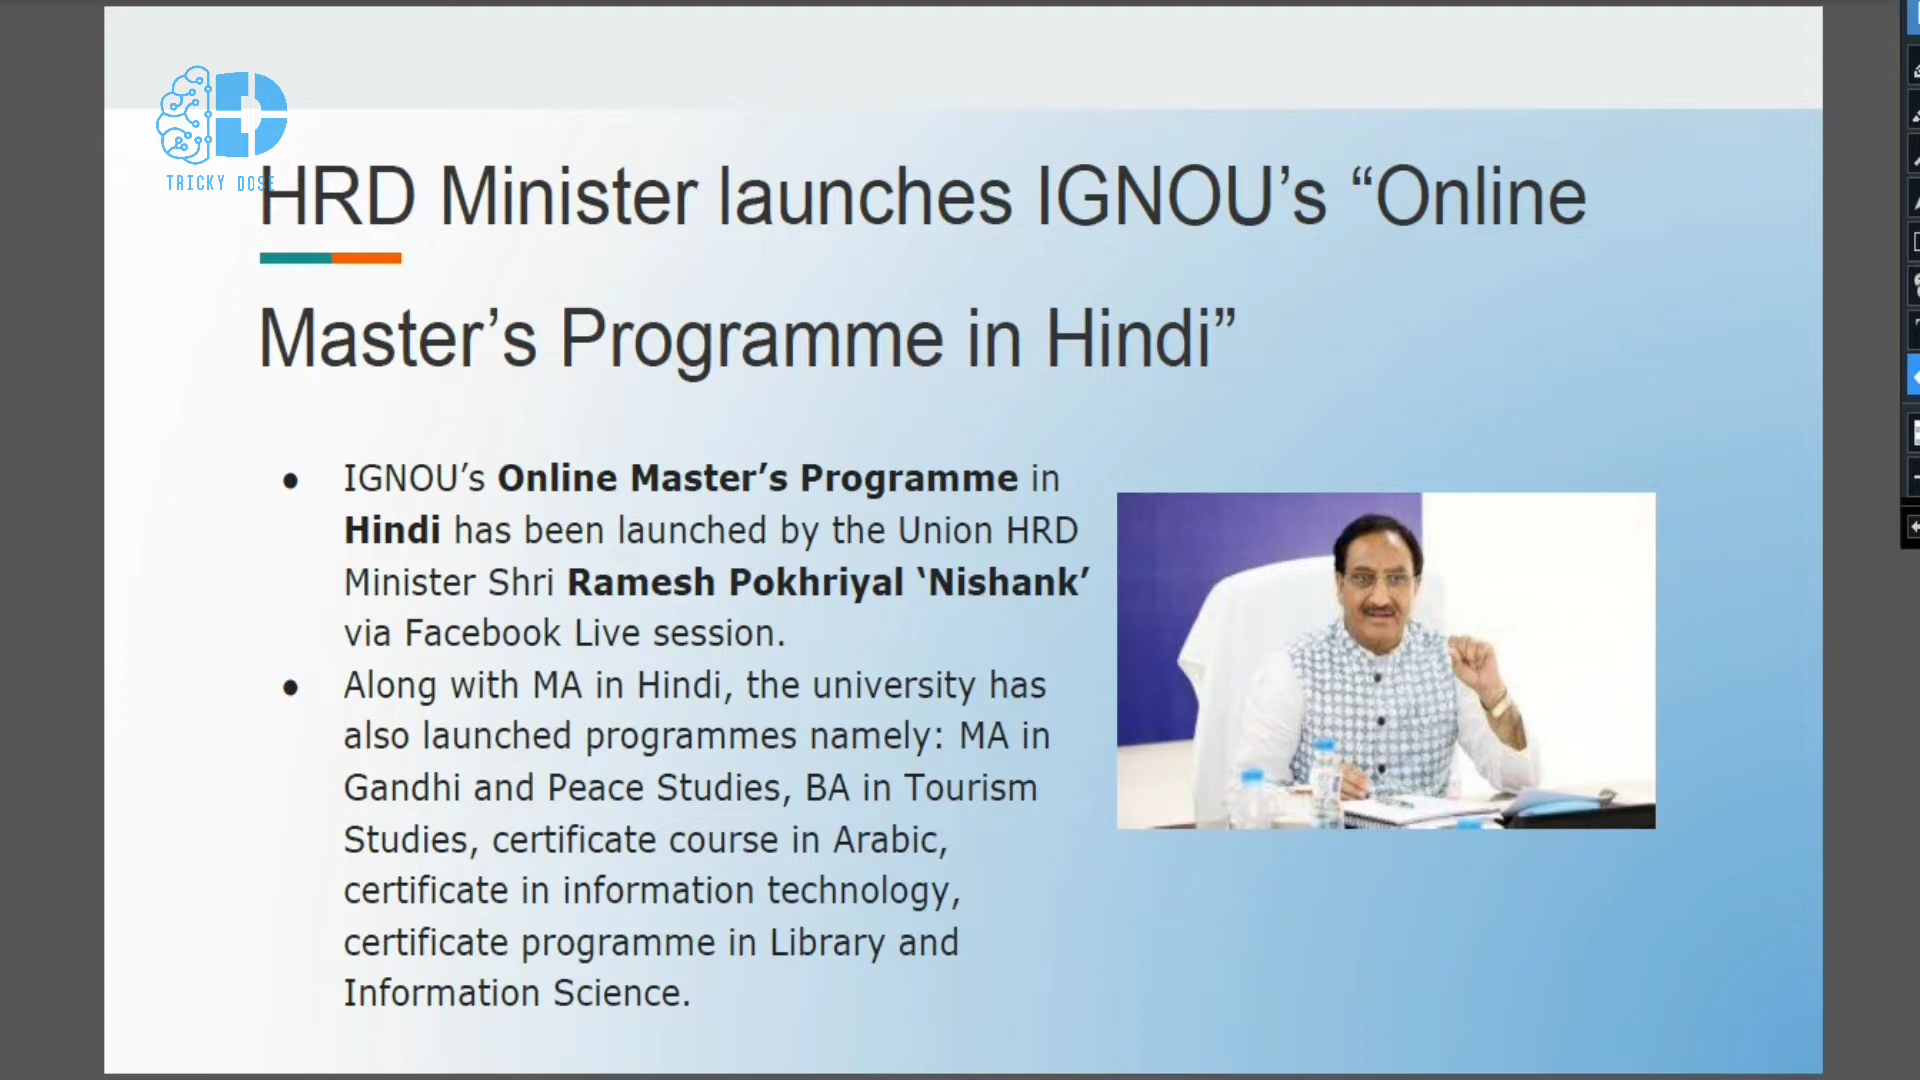 TRICKY DOSE
HRD Minister launches IGNOU’s “Online
Master’s Programme in Hindi”
● IGNOU’s Online Master’s Programme in
Hindi has been launched by the Union HRD
Minister Shri Ramesh Pokhriyal ‘Nishank’
via Facebook Live session.
● Along with MA in Hindi, the university has
also launched programmes namely: MA in
Gandhi and Peace Studies, BA in Tourism
Studies, certificate course in Arabic,
certificate in information technology,
certificate programme in Library and
Information Science.